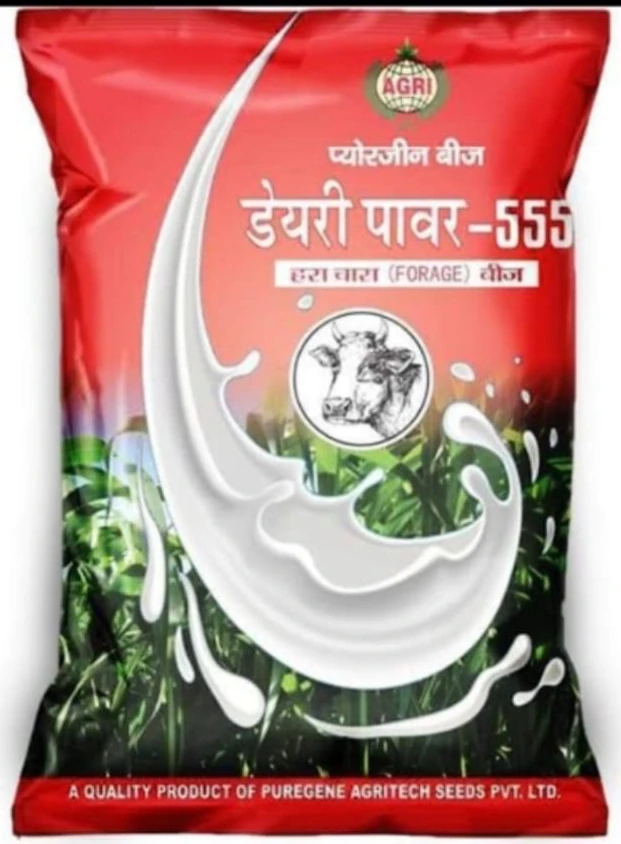 AGRI
प्योरजीन बीज
डेयरी पावर-555
हरा चारा (FORAGE) बीज
A QUALITY PRODUCT OF PUREGENE AGRITECH SEEDS PVT. LTD.